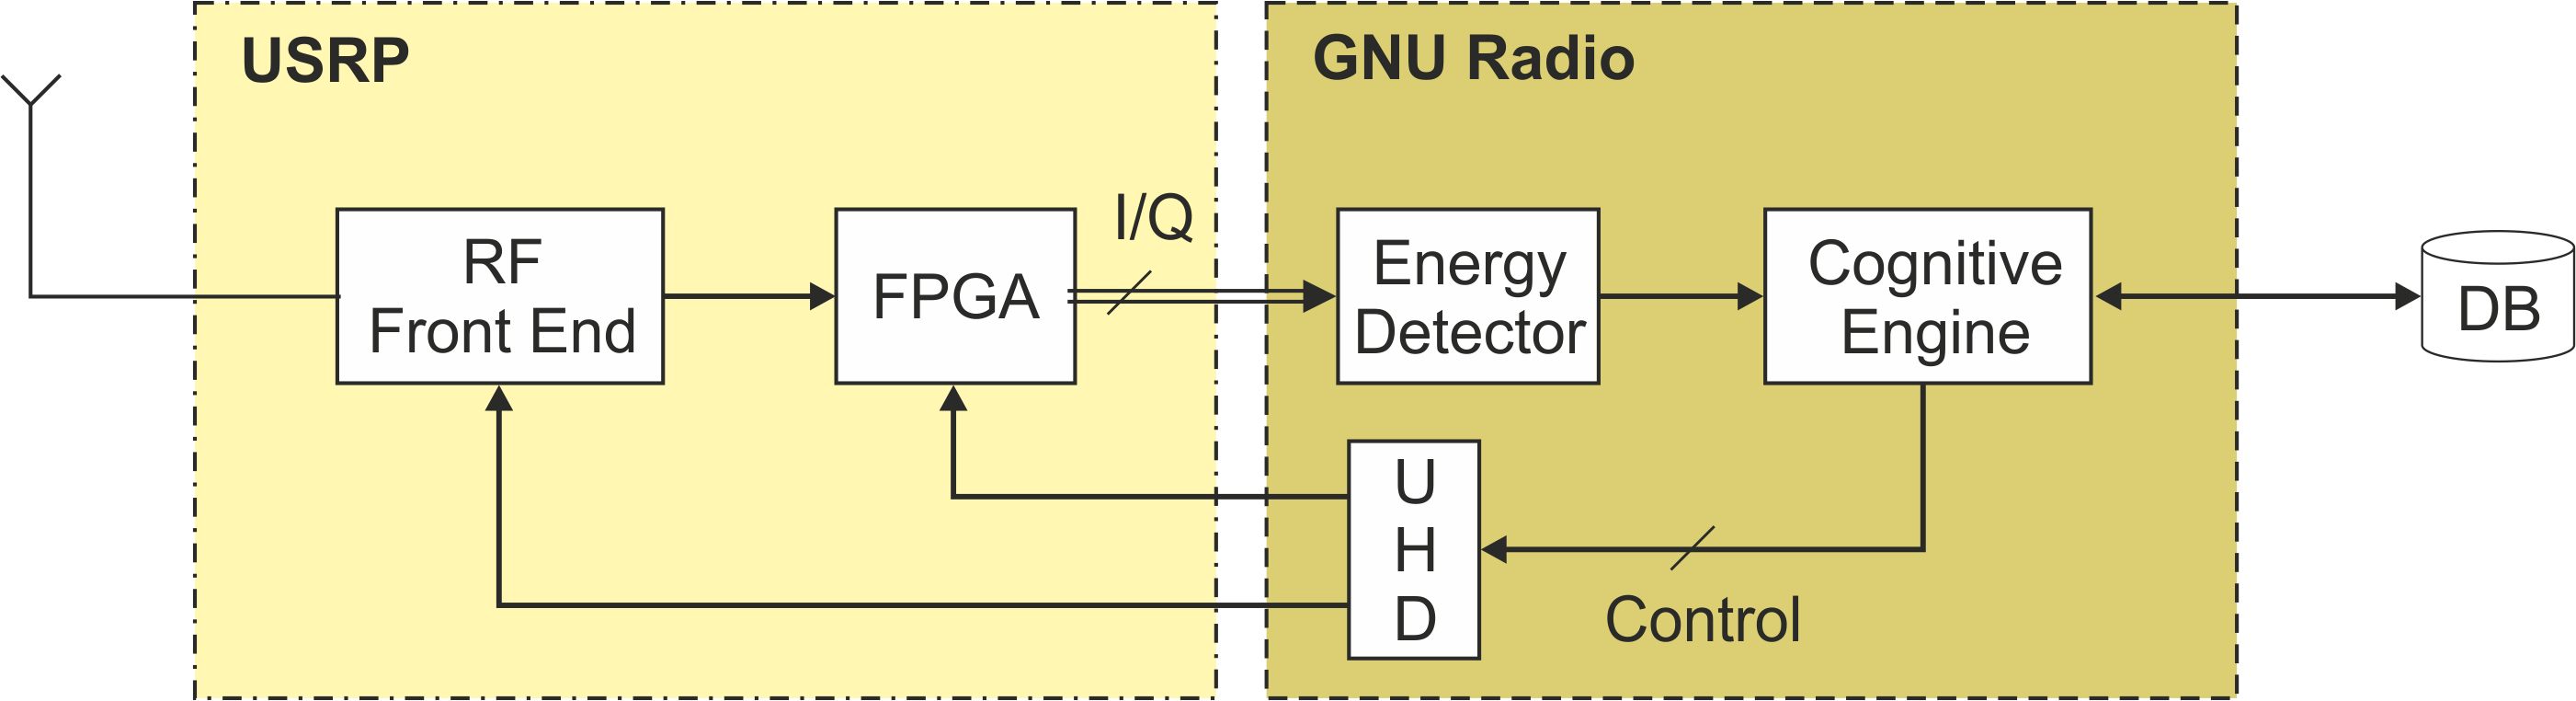 USRP
GNU Radio
I/Q
RF
Front End
FPGA
Energy
Detector
Cognitive
Engine
DB
U
H
D
Control